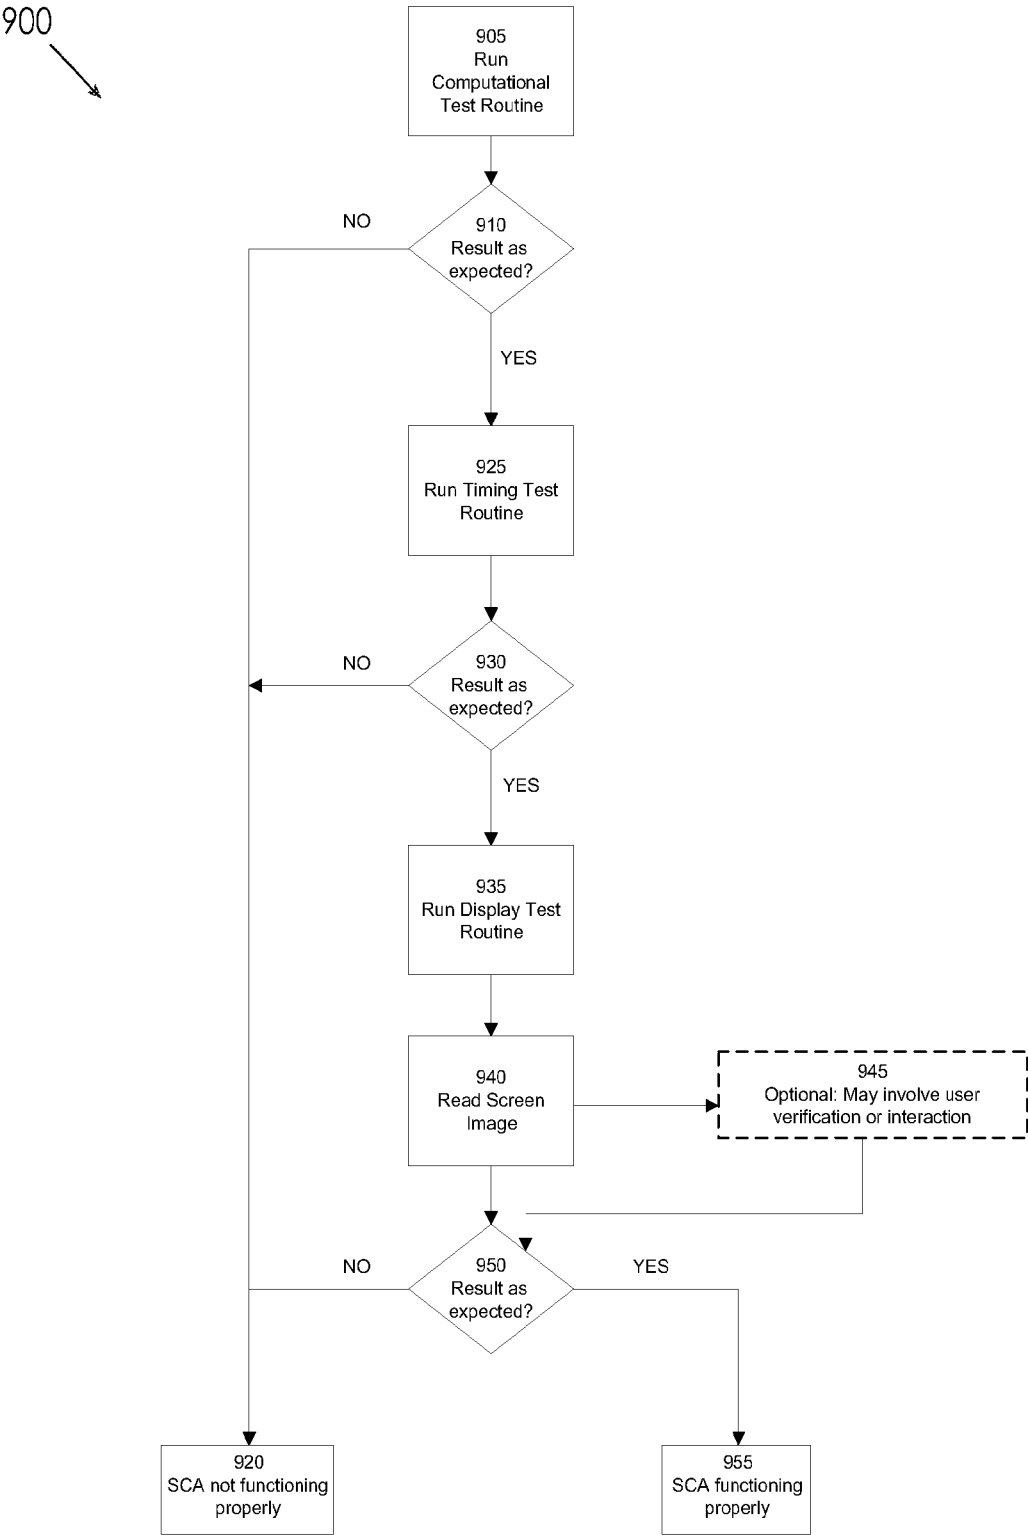 900
905
Run
Computational
Test Routine
NO
910
Result as
expected?
YES
925
Run Timing Test
Routine
NO
930
Result as
expected?
YES
935
Run Display Test
Routine
940
Read Screen
Image
945
Optional: May involve user
verification or interaction
NO
950
Result as
expected?
YES
920
SCA not functioning
properly
955
SCA functioning
properly